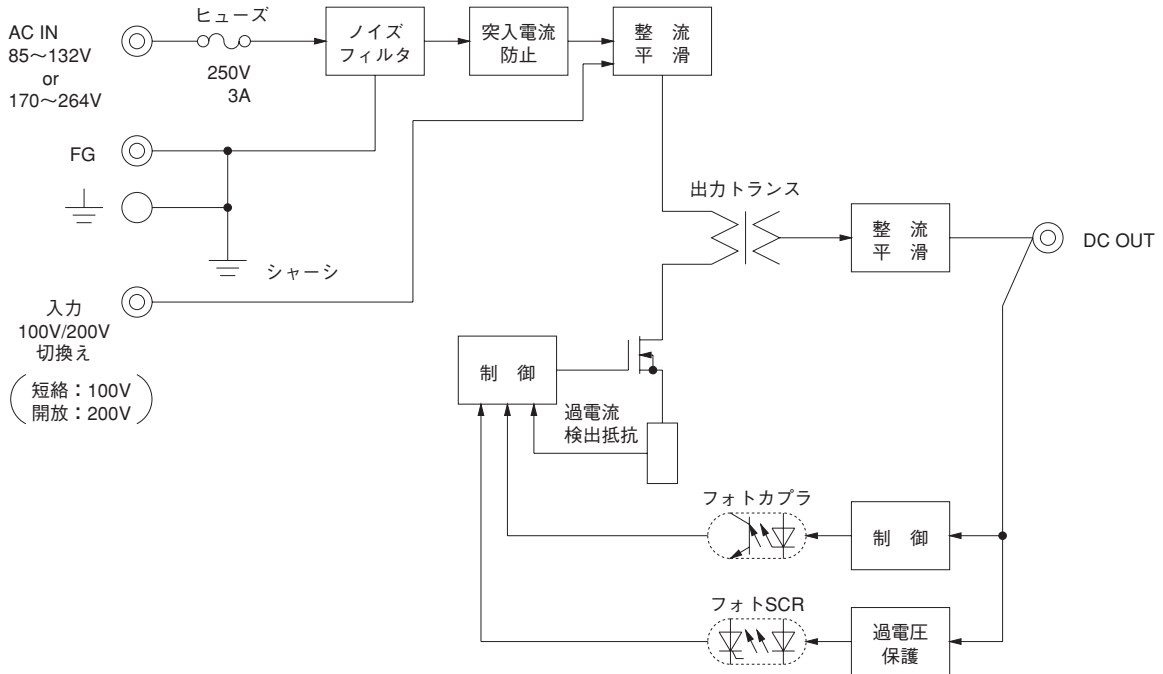 AC IN
85〜132V
or
170〜264V
ヒューズ
250V
3A
ノイズ
フィルタ
突入電流
防止
整 流
平 滑
FG
シャーシ
入力
100V/200V
切換え
短絡：100V
開放：200V
出力トランス
整 流
平 滑
DC OUT
制 御
過電流
検出抵抗
フォトカプラ
制 御
フォトSCR
過電圧
保護